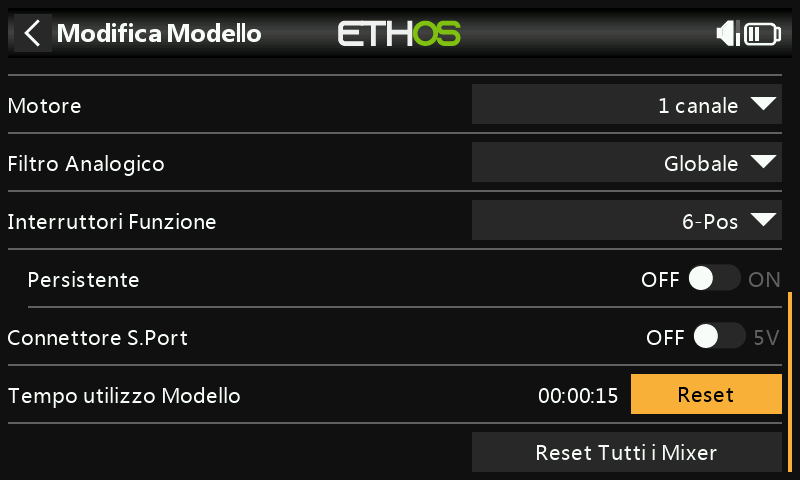 Modifica Modello
ETHOS
Motore 1 canale
Filtro Analogico Globale
Interruttori Funzione 6-Pos
Persistente OFF ON
Connettore S.Port OFF 5V
Tempo utilizzo Modello 00:00:15 Reset
Reset Tutti i Mixer